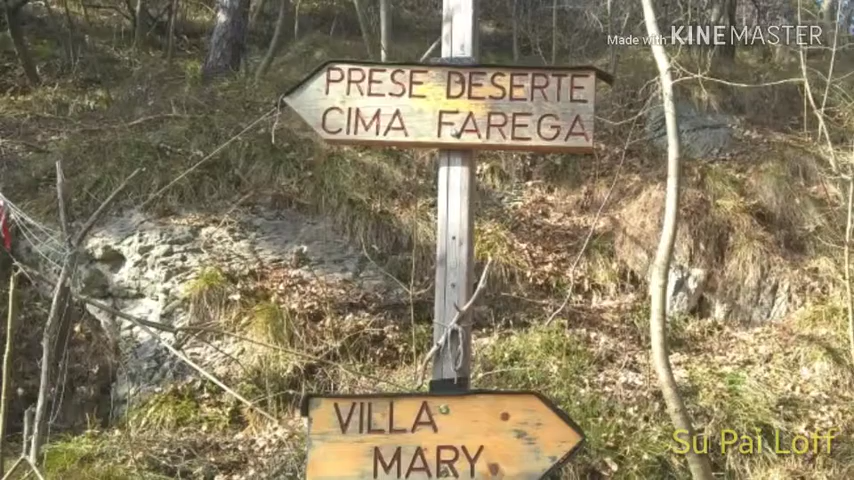 Made with KINEMASTER
PRESE DESERTE
CIMA FAREGA
VILLA
MARY
Su Pai Loff